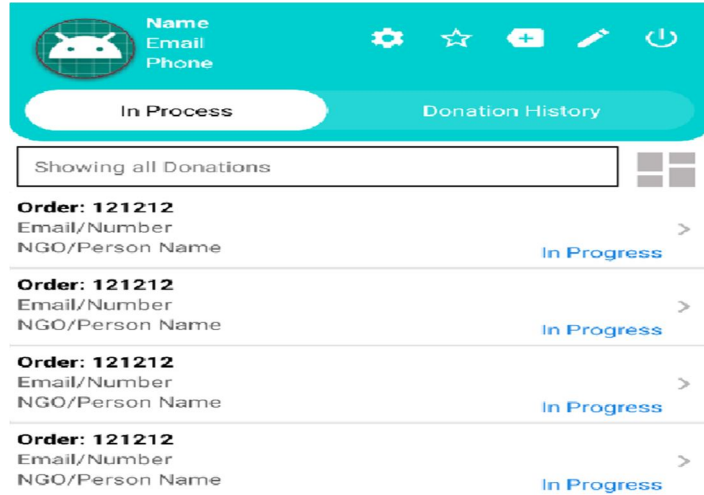 Name
Email
Phone
In Process
Donation History
Showing all Donations
Order: 121212
Email/Number
NGO/Person Name
In Progress
Order: 121212
Email/Number
NGO/Person Name
In Progress
Order: 121212
Email/Number
NGO/Person Name
In Progress
Order: 121212
Email/Number
NGO/Person Name
In Progress